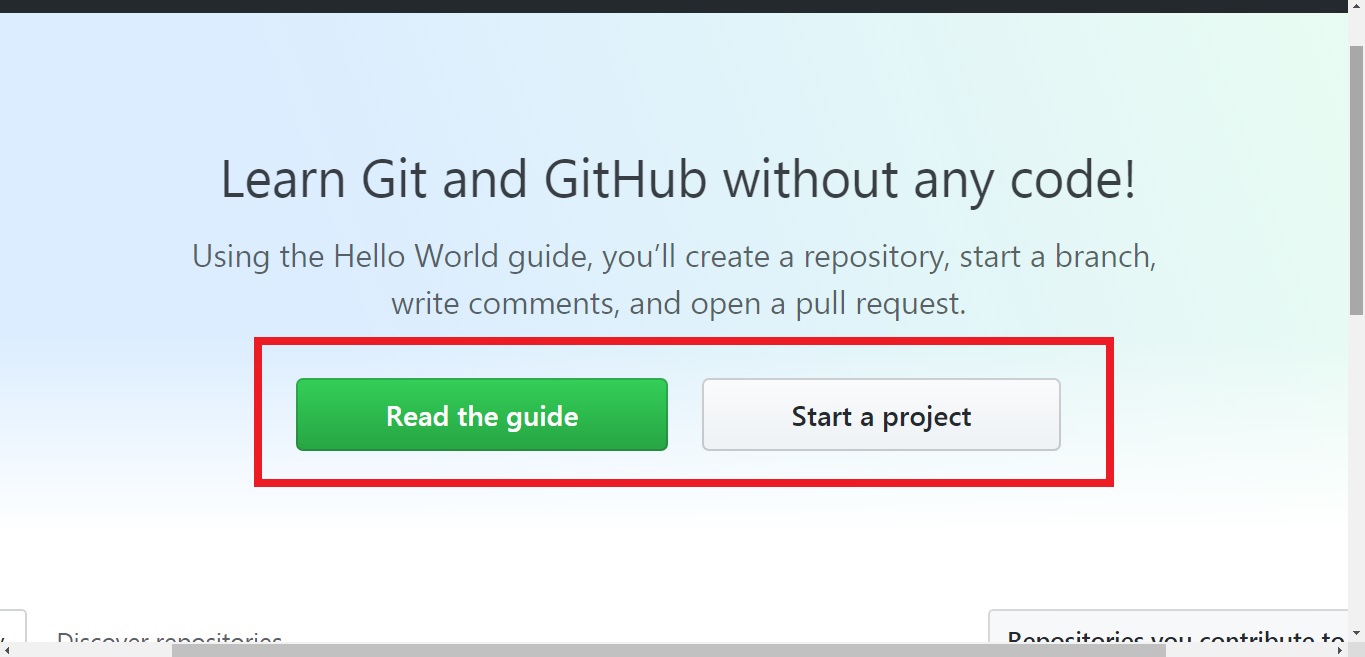 Learn Git and GitHub without any code!
Using the Hello World guide, you’ll create a repository, start a branch,
write comments, and open a pull request.
Read the guide
Start a project
Discover repositories
Repositories you contribute to